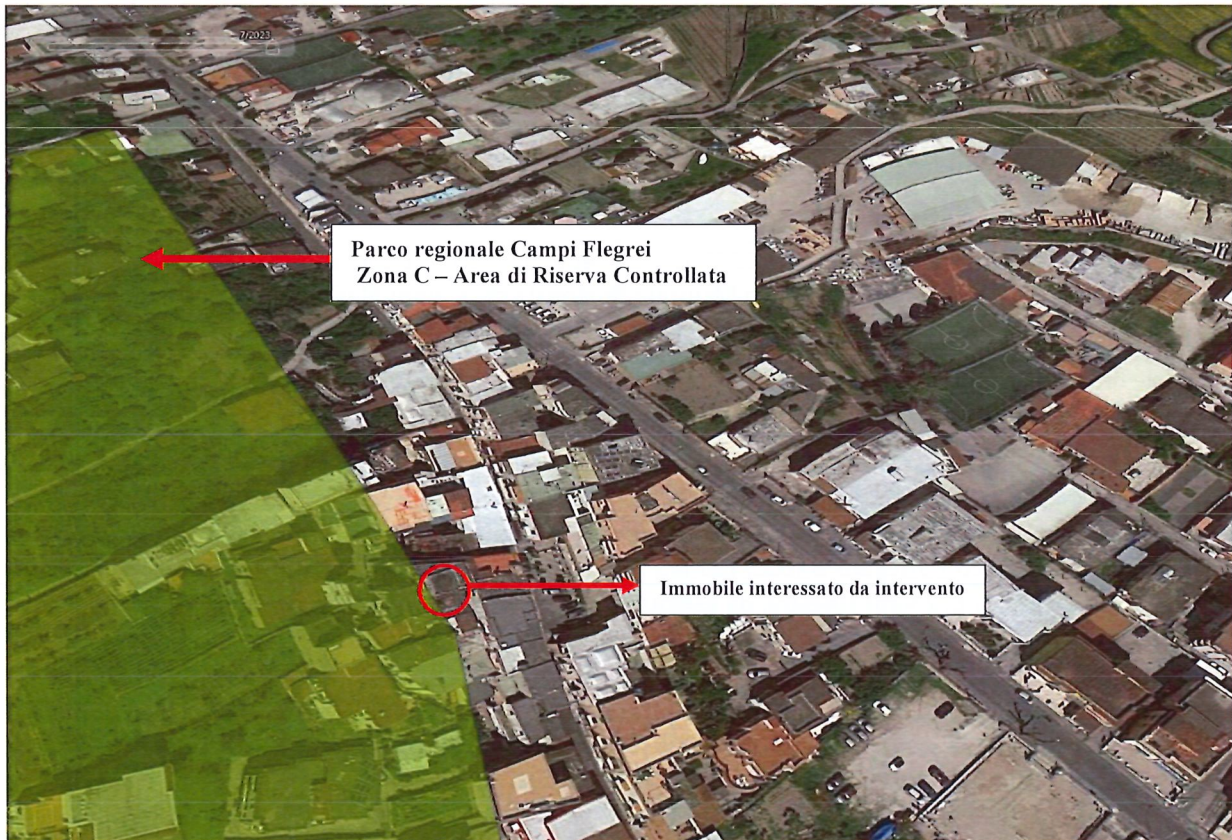 7/2023
Parco regionale Campi Flegrei
Zona C – Area di Riserva Controllata
Immobile interessato da intervento